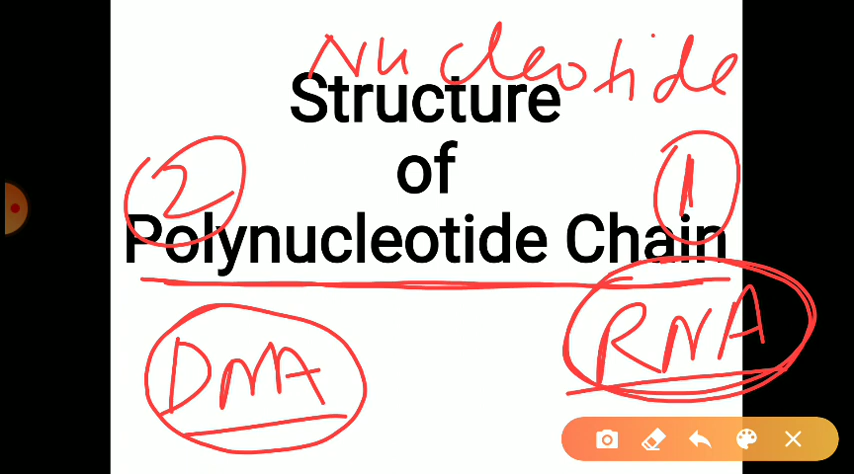 Nucleotide
Structure
of
2
1
Polynucleotide Chain
DNA
RNA